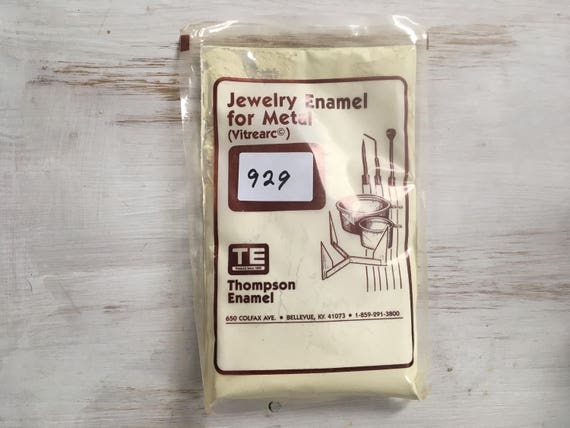 Jewelry Enamel
for Metal
(Vitrearc©)
929
TE
Thompson
Enamel
650 COLFAX AVE. • BELLEVUE, KY. 41073 • 1-859-291-3800